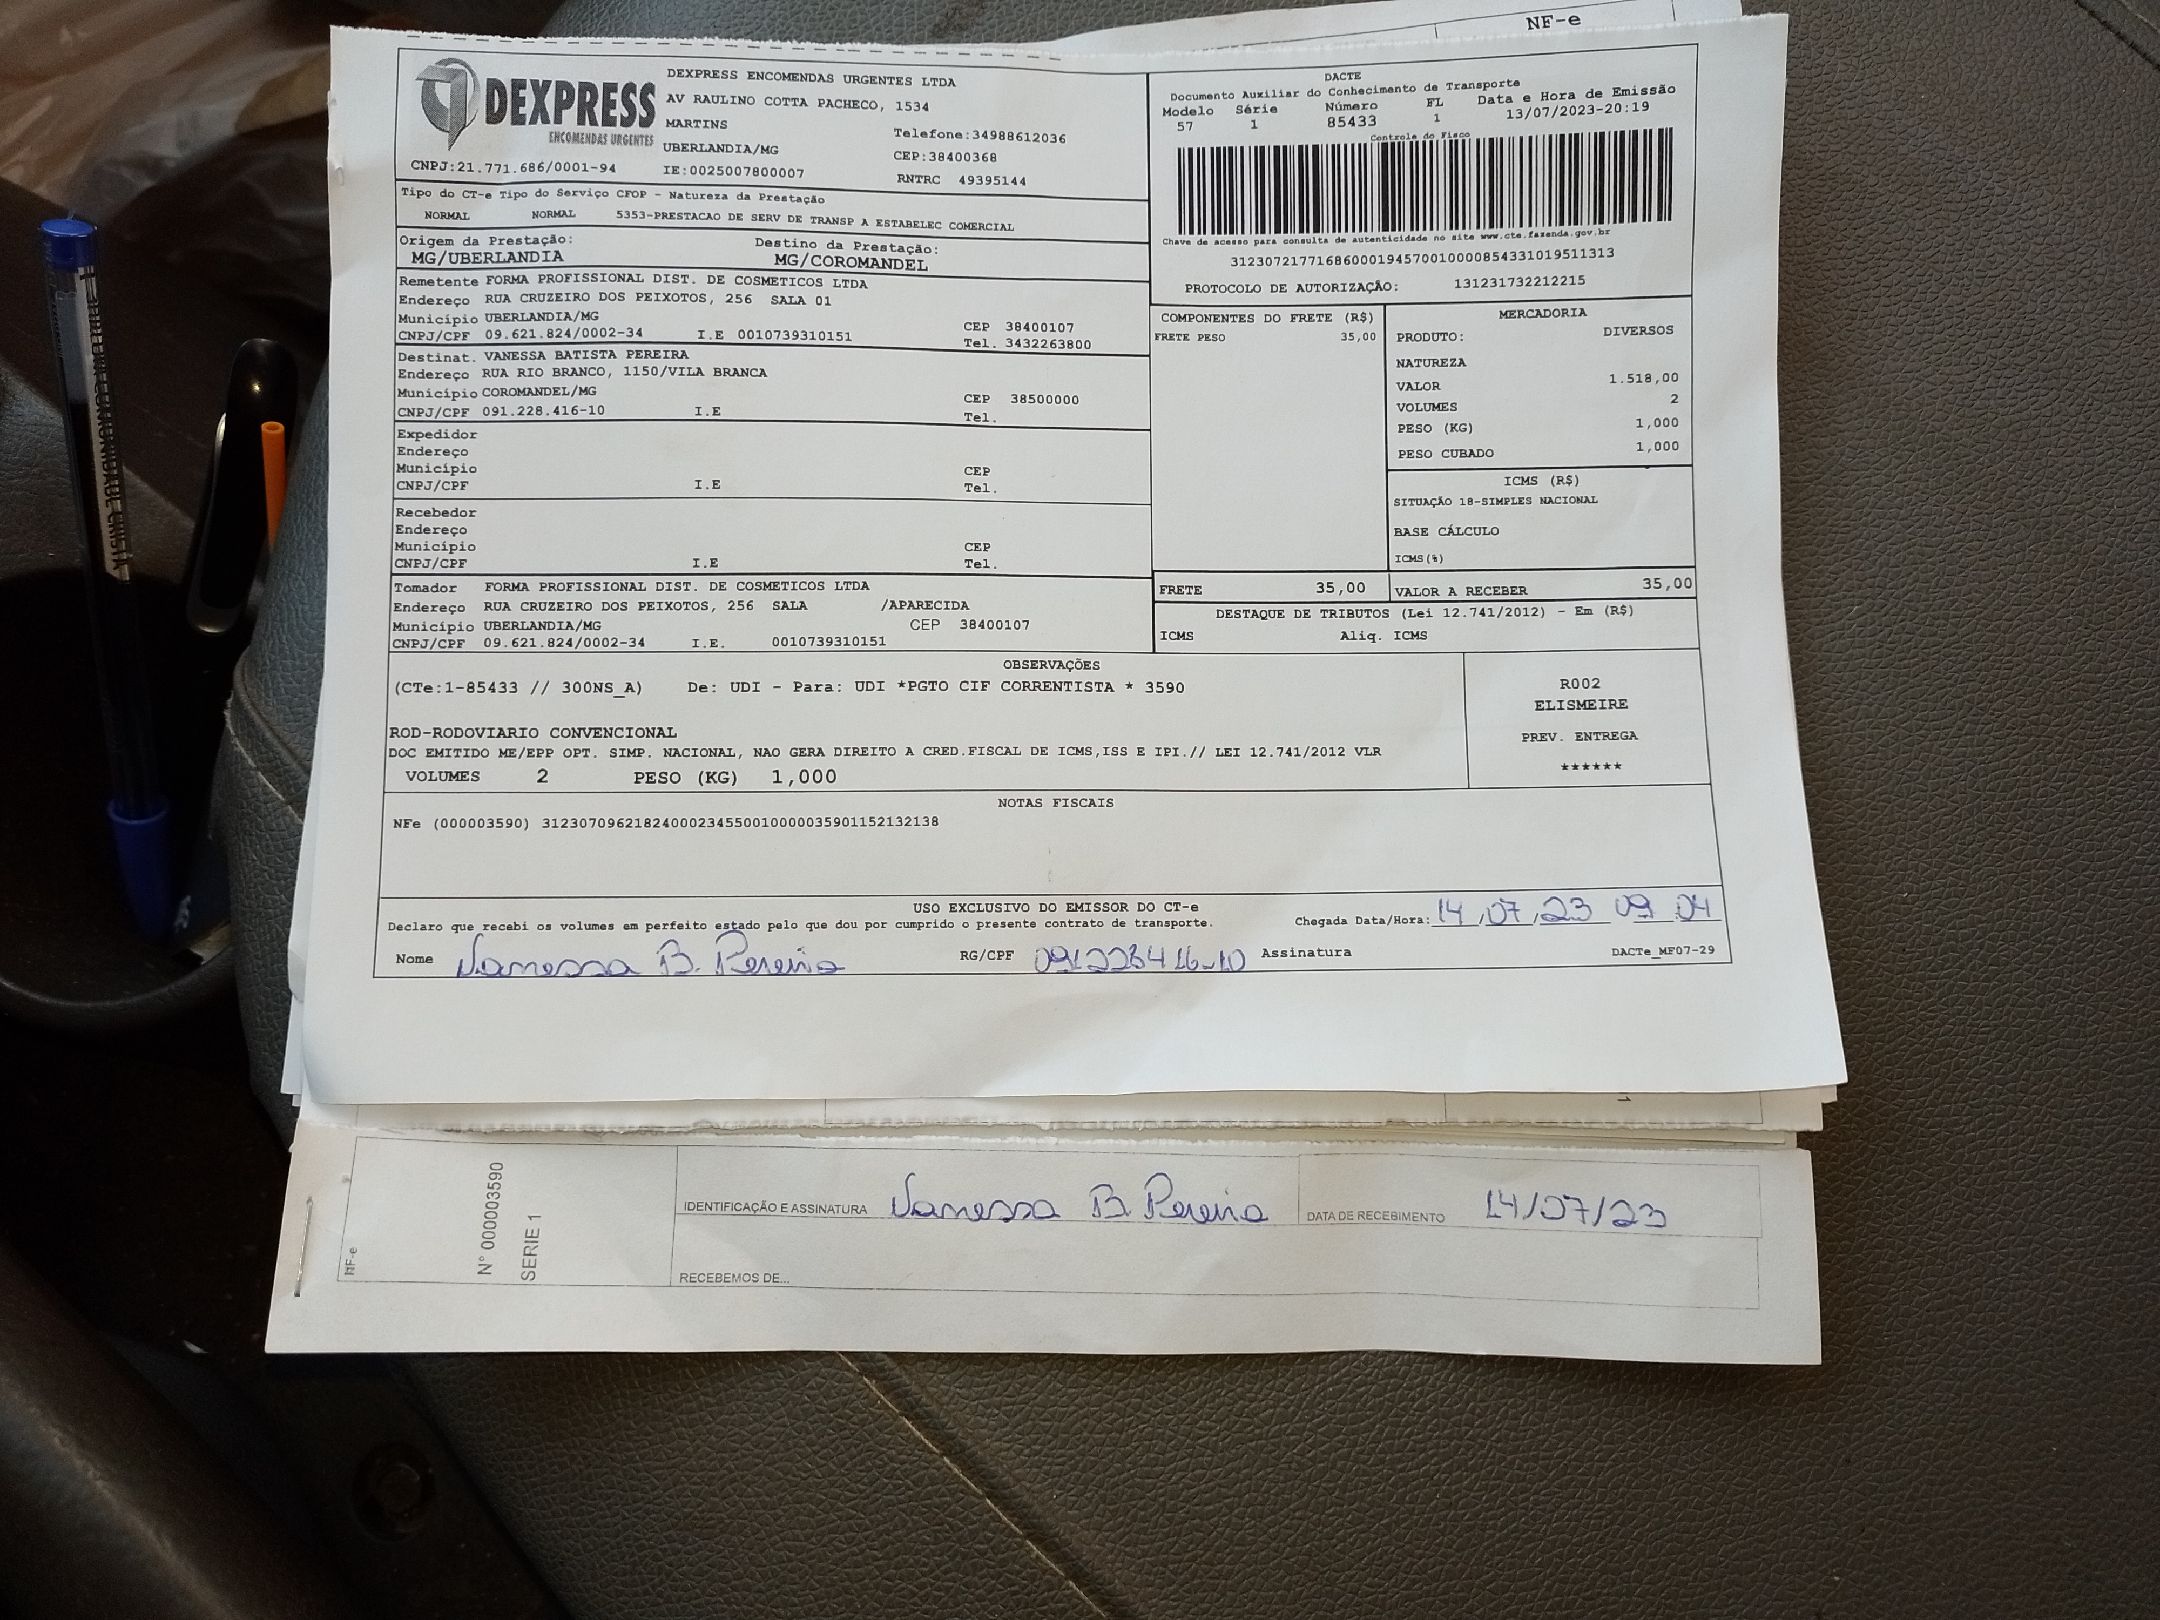 NF-e
DEXPRESS
ENCOMENDAS URGENTES
CNPJ:21.771.686/0001-94
DEXPRESS ENCOMENDAS URGENTES LTDA
AV RAULINO COTTA PACHECO, 1534
MARTINS
Telefone:34988612036
UBERLANDIA/MG
CEP:38400368
IE:0025007800007
RNTRC 49395144
DACTE
Documento Auxiliar do Conhecimento de Transporte
Modelo Série Número FL Data e Hora de Emissão
57 1 85433 1 13/07/2023-20:19
Controle do Fisco
Chave de acesso para consulta de autenticidade no site www.cte.fazenda.gov.br
31230721771686000194570010000854331019511313
PROTOCOLO DE AUTORIZAÇÃO: 131231732212215
Tipo do CT-e Tipo do Serviço CFOP - Natureza da Prestação
NORMAL NORMAL 5353-PRESTACAO DE SERV DE TRANSP A ESTABELEC COMERCIAL
Origem da Prestação: Destino da Prestação:
MG/UBERLANDIA MG/COROMANDEL
Remetente FORMA PROFISSIONAL DIST. DE COSMETICOS LTDA
Endereço RUA CRUZEIRO DOS PEIXOTOS, 256 SALA 01
Município UBERLANDIA/MG CEP 38400107
CNPJ/CPF 09.621.824/0002-34 I.E 0010739310151 Tel. 3432263800
Destinat. VANESSA BATISTA PEREIRA
Endereço RUA RIO BRANCO, 1150/VILA BRANCA
Município COROMANDEL/MG CEP 38500000
CNPJ/CPF 091.228.416-10 I.E Tel.
Expedidor
Endereço
Município CEP
CNPJ/CPF I.E Tel.
Recebedor
Endereço
Município CEP
CNPJ/CPF I.E Tel.
Tomador FORMA PROFISSIONAL DIST. DE COSMETICOS LTDA
Endereço RUA CRUZEIRO DOS PEIXOTOS, 256 SALA /APARECIDA
Município UBERLANDIA/MG CEP 38400107
CNPJ/CPF 09.621.824/0002-34 I.E. 0010739310151
COMPONENTES DO FRETE (R$)
FRETE PESO 35,00
MERCADORIA
PRODUTO: DIVERSOS
NATUREZA
VALOR 1.518,00
VOLUMES 2
PESO (KG) 1,000
PESO CUBADO 1,000
ICMS (R$)
SITUAÇÃO 18-SIMPLES NACIONAL
BASE CÁLCULO
ICMS(%)
FRETE 35,00 VALOR A RECEBER 35,00
DESTAQUE DE TRIBUTOS (Lei 12.741/2012) - Em (R$)
ICMS Aliq. ICMS
OBSERVAÇÕES
(CTe:1-85433 // 300NS_A) De: UDI - Para: UDI *PGTO CIF CORRENTISTA * 3590
ROD-RODOVIARIO CONVENCIONAL
DOC EMITIDO ME/EPP OPT. SIMP. NACIONAL, NAO GERA DIREITO A CRED.FISCAL DE ICMS,ISS E IPI.// LEI 12.741/2012 VLR
VOLUMES 2 PESO (KG) 1,000
R002
ELISMEIRE
PREV. ENTREGA
******
NOTAS FISCAIS
NFe (000003590) 31230709621824000234550010000035901152132138
USO EXCLUSIVO DO EMISSOR DO CT-e
Declaro que recebi os volumes em perfeito estado pelo que dou por cumprido o presente contrato de transporte.
Chegada Data/Hora: 14/07/23 09 04
Nome Vanessa B. Pereira RG/CPF 091228416-10 Assinatura DACTe_MF07-29
NF-e
N° 000003590
SERIE 1
IDENTIFICAÇÃO E ASSINATURA Vanessa B. Pereira
DATA DE RECEBIMENTO 14/07/23
RECEBEMOS DE...